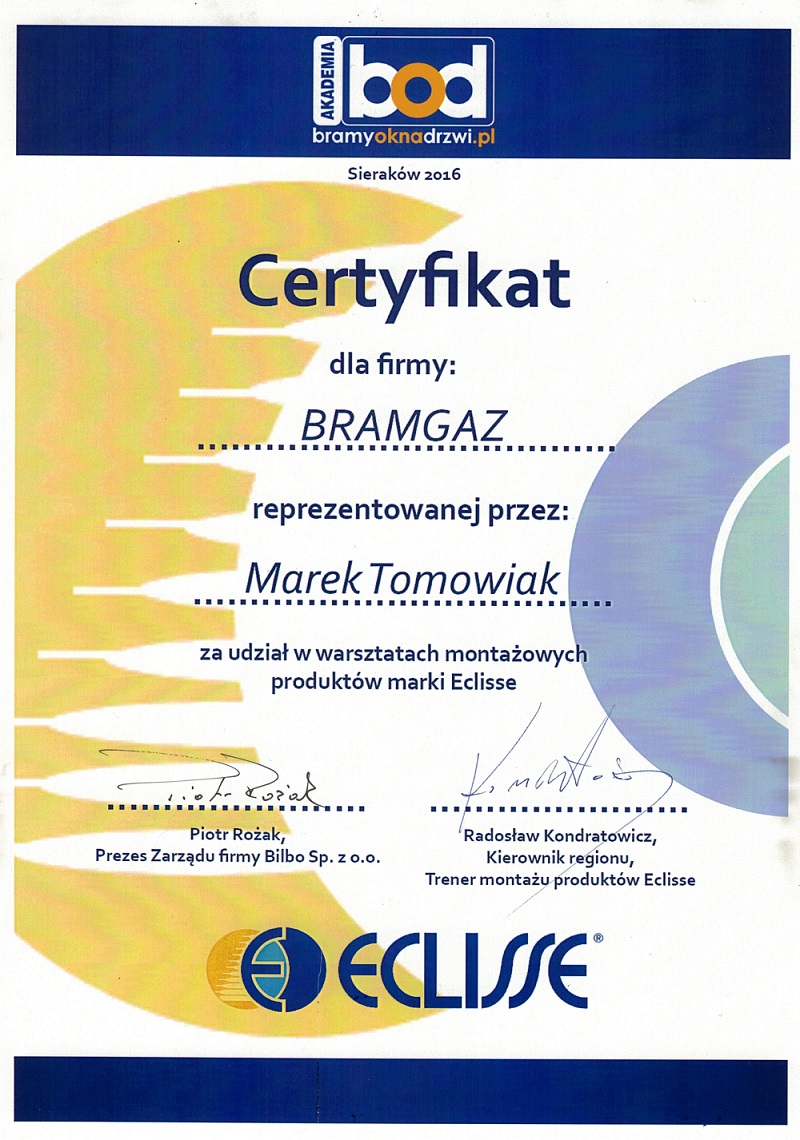 AKADEMIA
bod
bramyoknadrzwi.pl
Sieraków 2016
Certyfikat
dla firmy:
BRAMGAZ
reprezentowanej przez:
Marek Tomowiak
za udział w warsztatach montażowych
produktów marki Eclisse
Piotr Rożak
Piotr Rożak,
Prezes Zarządu firmy Bilbo Sp. z o.o.
Radosław Kondratowicz,
Kierownik regionu,
Trener montażu produktów Eclisse
ECLISSE®